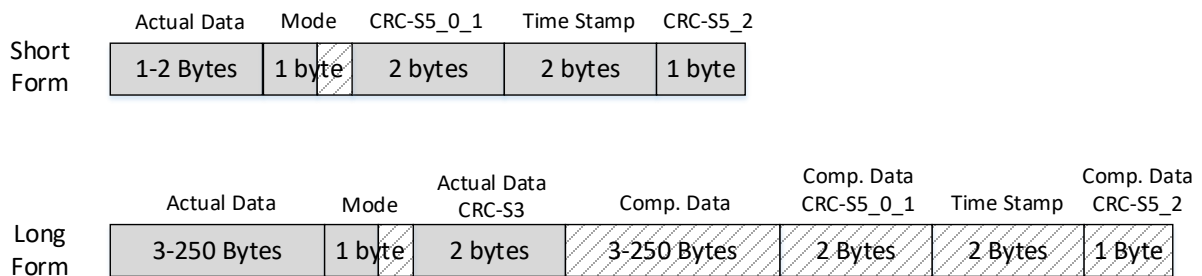 Actual Data Mode CRC-S5_0_1 Time Stamp CRC-S5_2
Short
Form
1-2 Bytes 1 byte 2 bytes 2 bytes 1 byte
Actual Data Mode Actual Data
CRC-S3 Comp. Data Comp. Data
CRC-S5_0_1 Time Stamp Comp. Data
CRC-S5_2
Long
Form
3-250 Bytes 1 byte 2 bytes 3-250 Bytes 2 Bytes 2 Bytes 1 Byte